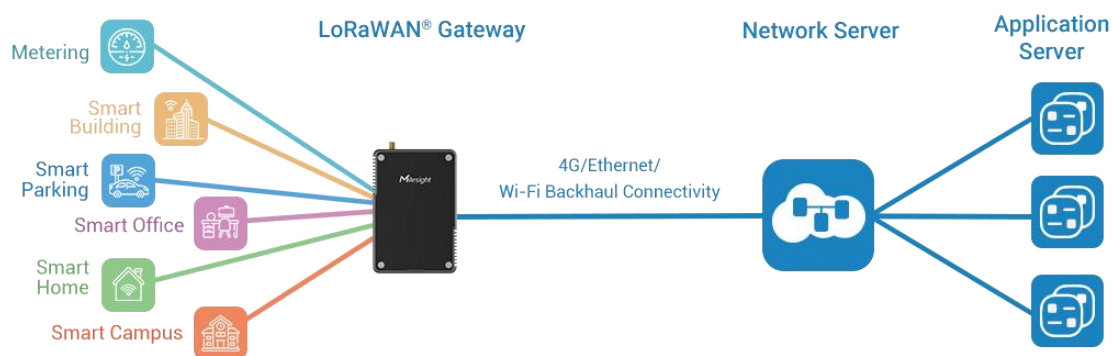 LoRaWAN® Gateway
Network Server
Application
Server
Metering
Smart
Building
Smart
Parking
Smart Office
Smart
Home
Smart Campus
Milesight
4G/Ethernet/
Wi-Fi Backhaul Connectivity
P